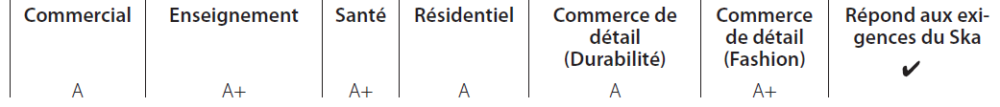 Commercial Enseignement Santé Résidentiel Commerce de Commerce Répond aux exi-
détail de détail gences du Ska
(Durabilité) (Fashion) ✔
A A+ A+ A A A+